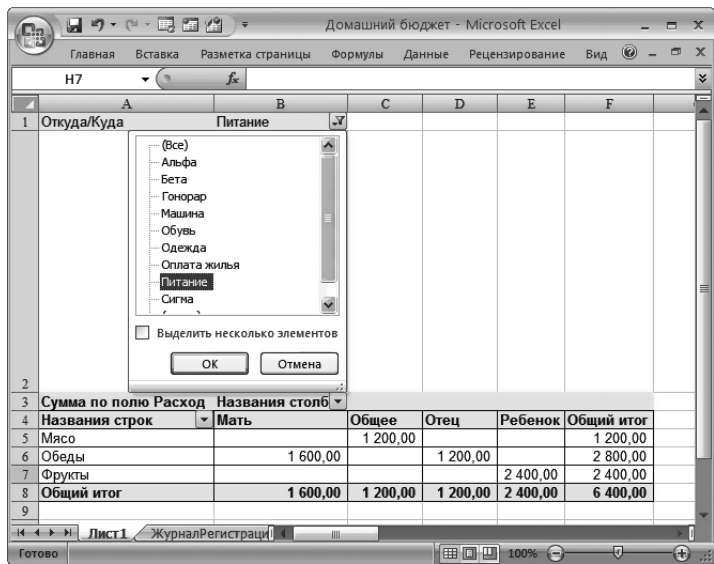 Домашний бюджет - Microsoft Excel
Главная Вставка Разметка страницы Формулы Данные Рецензирование Вид
H7 fx
A B C D E F
1 Откуда/Куда Питание
(Все)
Альфа
Бета
Гонорар
Машина
Обувь
Одежда
Оплата жилья
Питание
Сигма
Выделить несколько элементов
ОК Отмена
2
3 Сумма по полю Расход Названия столб
4 Названия строк Мать Общее Отец Ребенок Общий итог
5 Мясо 1 200,00 1 200,00
6 Обеды 1 600,00 1 200,00 2 800,00
7 Фрукты 2 400,00 2 400,00
8 Общий итог 1 600,00 1 200,00 1 200,00 2 400,00 6 400,00
9
Лист1 ЖурналРегистраци
Готово 100%